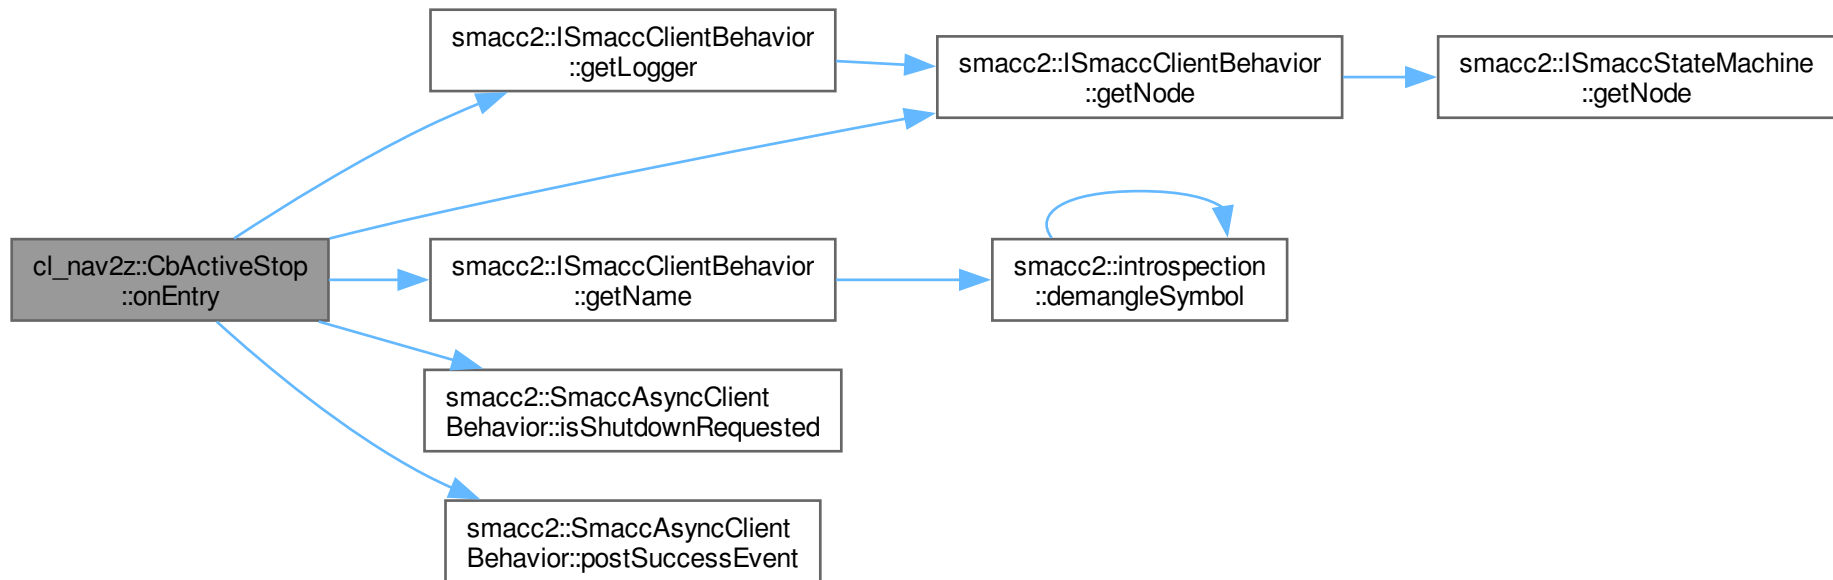 smacc2::ISmaccClientBehavior
::getLogger
smacc2::ISmaccClientBehavior
::getNode
smacc2::ISmaccStateMachine
::getNode
cl_nav2z::CbActiveStop
::onEntry
smacc2::ISmaccClientBehavior
::getName
smacc2::introspection
::demangleSymbol
smacc2::SmaccAsyncClient
Behavior::isShutdownRequested
smacc2::SmaccAsyncClient
Behavior::postSuccessEvent